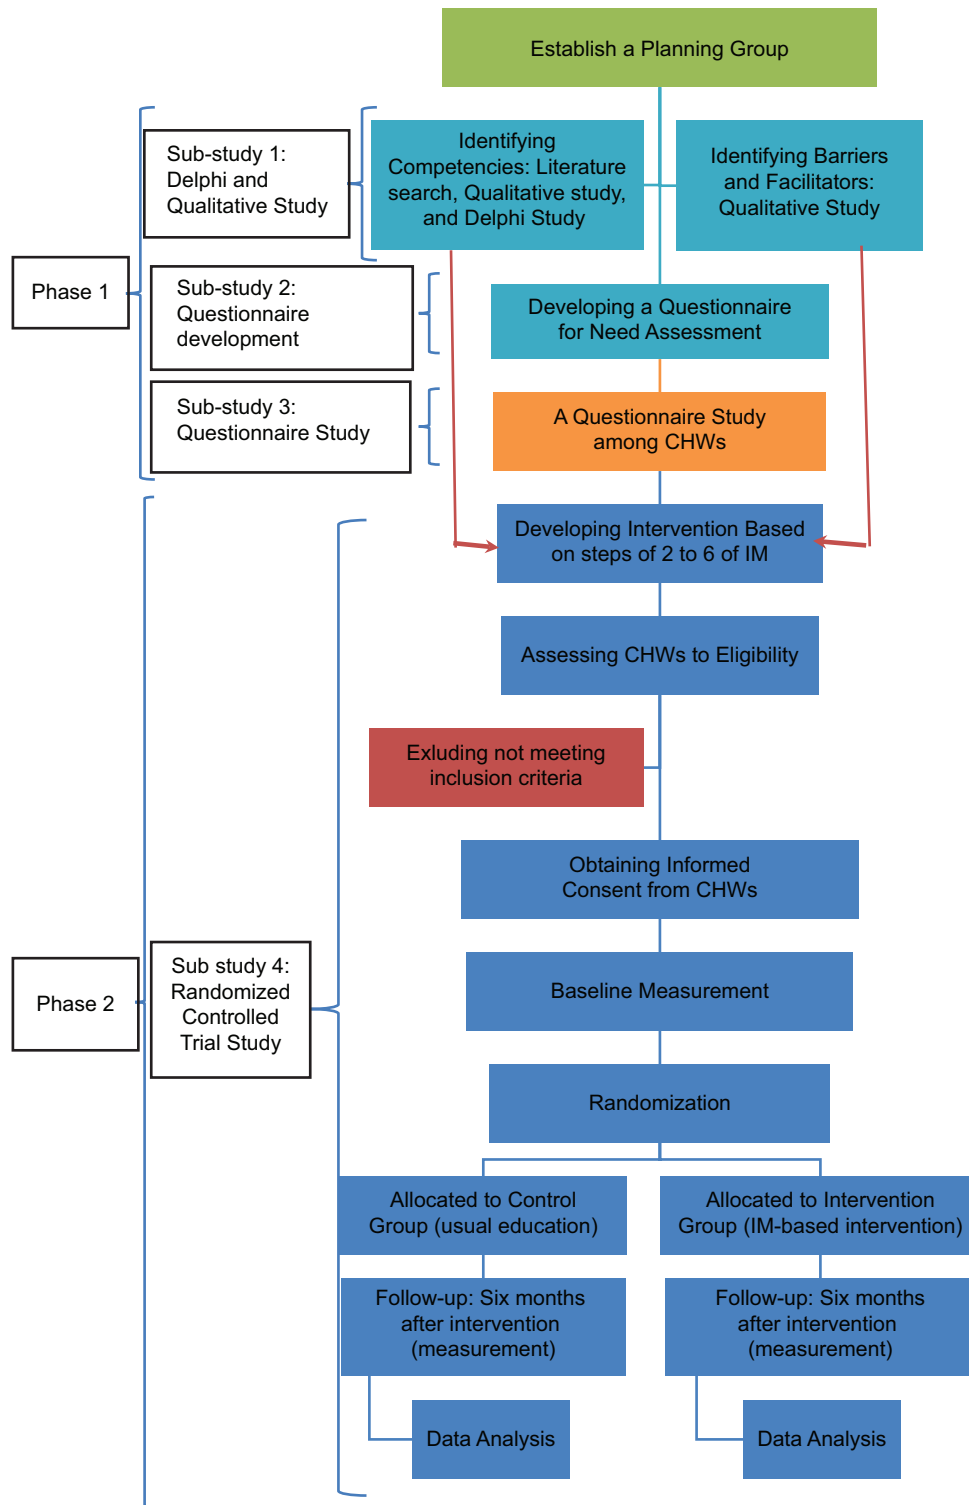 Establish a Planning Group
Sub-study 1:
Delphi and
Qualitative Study
Identifying
Competencies: Literature
search, Qualitative study,
and Delphi Study
Identifying Barriers
and Facilitators:
Qualitative Study
Phase 1
Sub-study 2:
Questionnaire
development
Developing a Questionnaire
for Need Assessment
Sub-study 3:
Questionnaire Study
A Questionnaire Study
among CHWs
Developing Intervention Based
on steps of 2 to 6 of IM
Assessing CHWs to Eligibility
Exluding not meeting
inclusion criteria
Obtaining Informed
Consent from CHWs
Phase 2
Sub study 4:
Randomized
Controlled
Trial Study
Baseline Measurement
Randomization
Allocated to Control
Group (usual education)
Allocated to Intervention
Group (IM-based intervention)
Follow-up: Six months
after intervention
(measurement)
Follow-up: Six months
after intervention
(measurement)
Data Analysis
Data Analysis